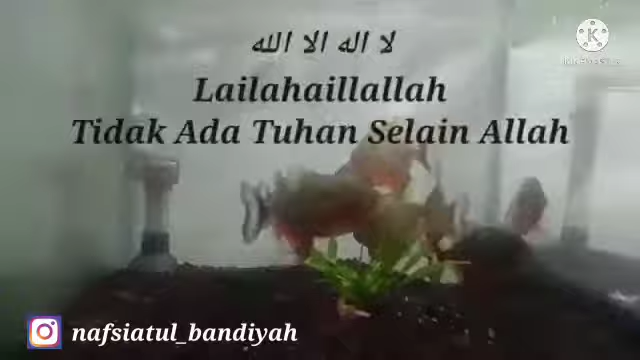 لا اله الا الله
Lailahaillallah
Tidak Ada Tuhan Selain Allah
nafsiatul_bandiyah